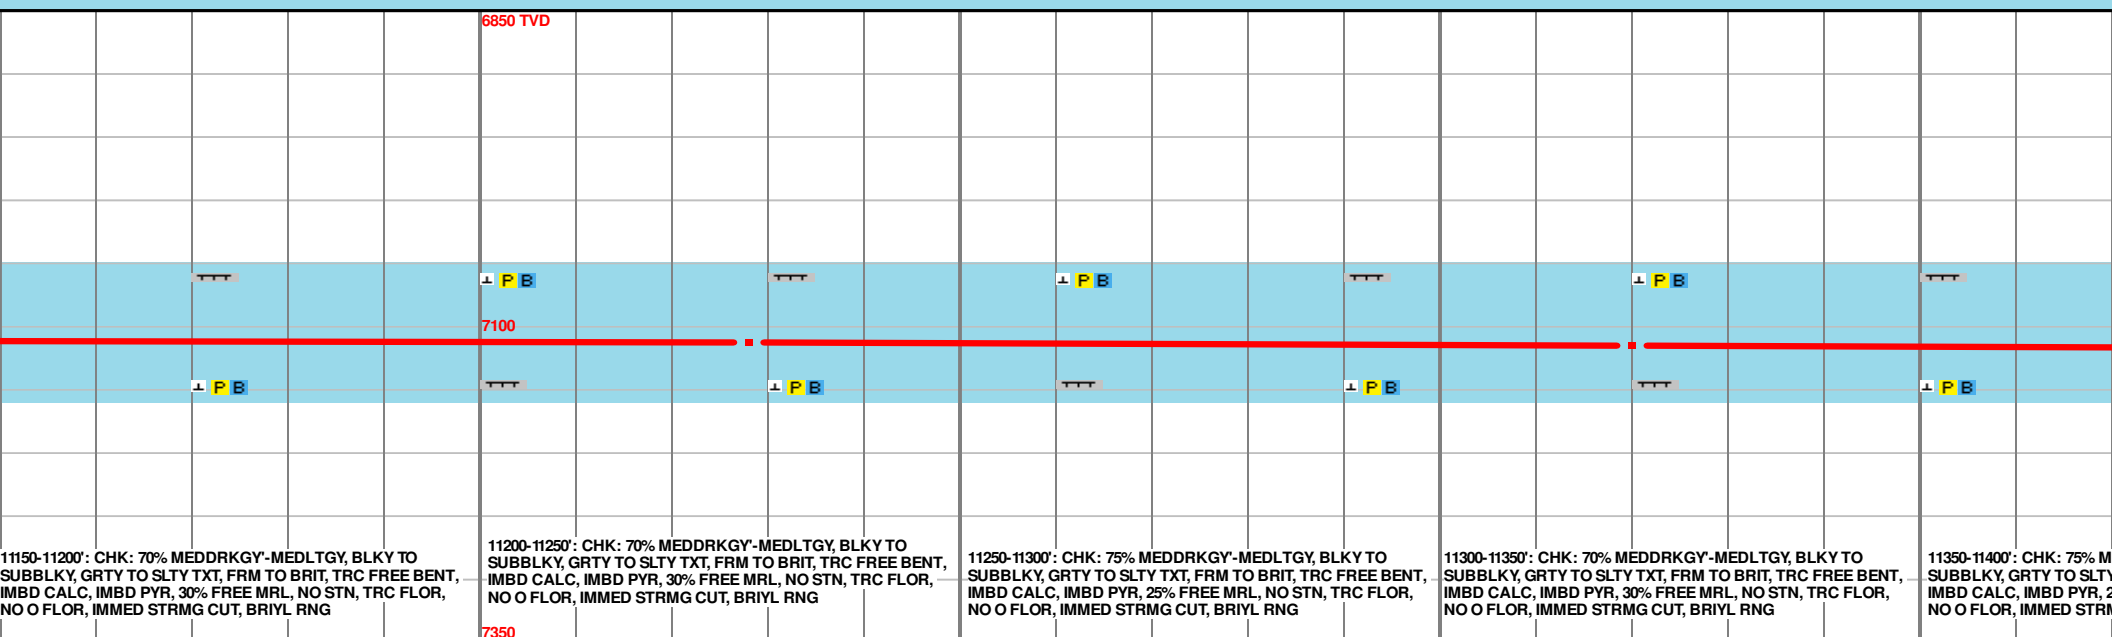 6850 TVD
P B
P B
P B
7100
P B
P B
P B
P B
11150-11200': CHK: 70% MEDDRKGY'-MEDLTGY, BLKY TO
SUBBLKY, GRTY TO SLTY TXT, FRM TO BRIT, TRC FREE BENT,
IMBD CALC, IMBD PYR, 30% FREE MRL, NO STN, TRC FLOR,
NO O FLOR, IMMED STRMG CUT, BRIYL RNG
11200-11250': CHK: 70% MEDDRKGY'-MEDLTGY, BLKY TO
SUBBLKY, GRTY TO SLTY TXT, FRM TO BRIT, TRC FREE BENT,
IMBD CALC, IMBD PYR, 30% FREE MRL, NO STN, TRC FLOR,
NO O FLOR, IMMED STRMG CUT, BRIYL RNG
11250-11300': CHK: 75% MEDDRKGY'-MEDLTGY, BLKY TO
SUBBLKY, GRTY TO SLTY TXT, FRM TO BRIT, TRC FREE BENT,
IMBD CALC, IMBD PYR, 25% FREE MRL, NO STN, TRC FLOR,
NO O FLOR, IMMED STRMG CUT, BRIYL RNG
11300-11350': CHK: 70% MEDDRKGY'-MEDLTGY, BLKY TO
SUBBLKY, GRTY TO SLTY TXT, FRM TO BRIT, TRC FREE BENT,
IMBD CALC, IMBD PYR, 30% FREE MRL, NO STN, TRC FLOR,
NO O FLOR, IMMED STRMG CUT, BRIYL RNG
11350-11400': CHK: 75% M
SUBBLKY, GRTY TO SLTY
IMBD CALC, IMBD PYR, 2
NO O FLOR, IMMED STRM
7350